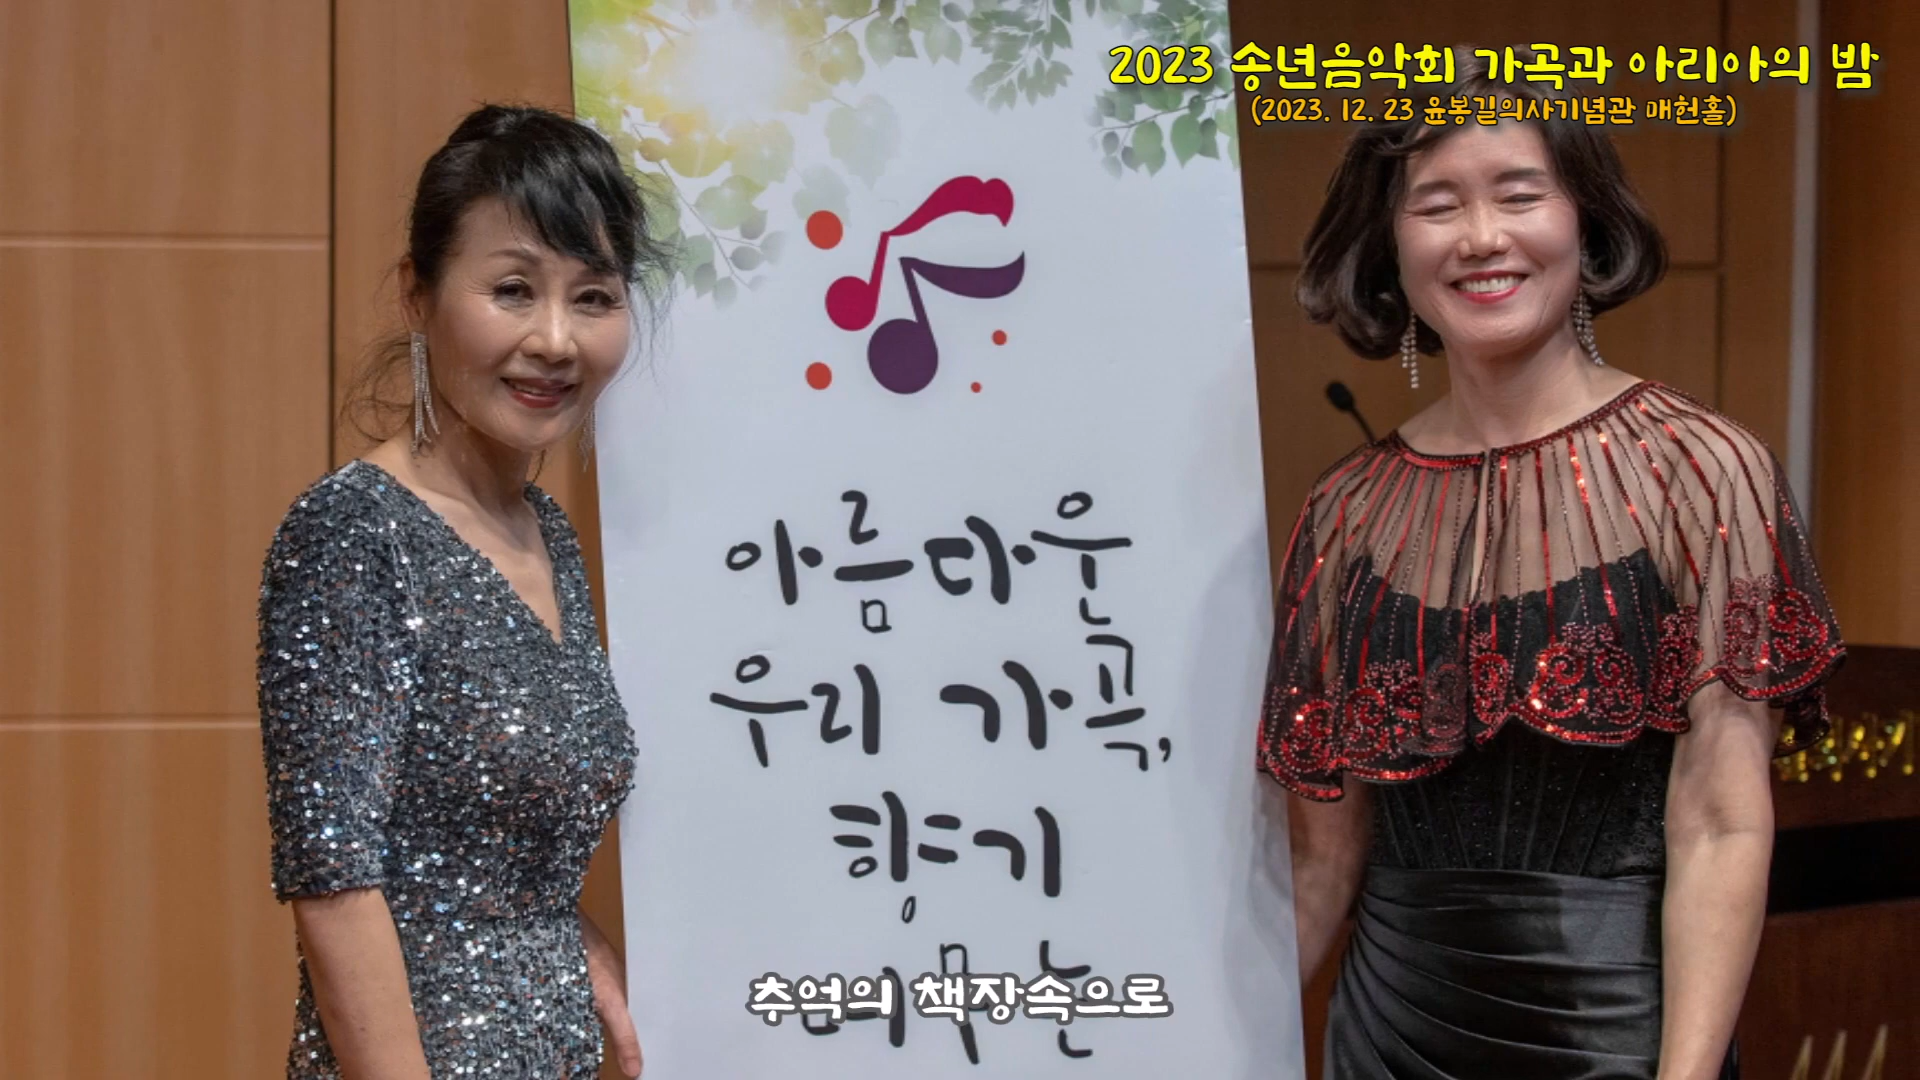 2023 송년음악회 가곡과 아리아의 밤
(2023. 12. 23 윤봉길의사기념관 매헌홀)
아름다운
우리 가곡,
향기
추억의 책장속으로